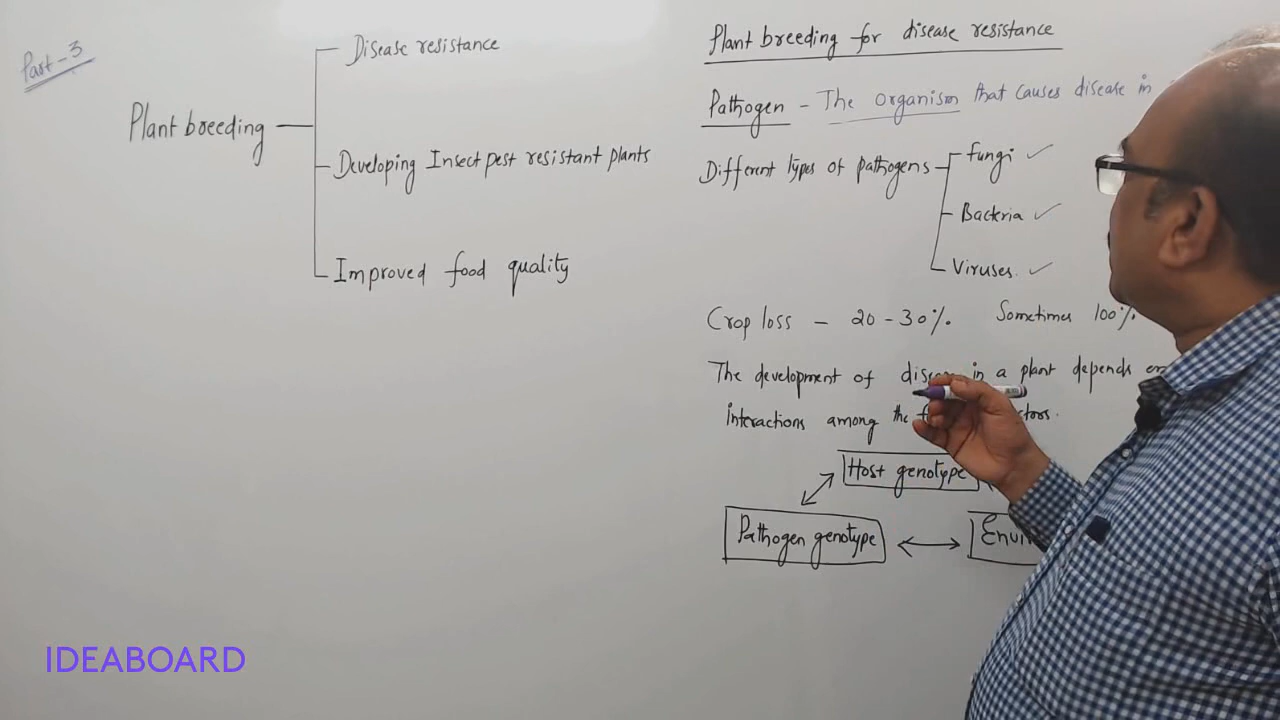 Part-3
Plant breeding
Disease resistance
Developing Insect pest resistant plants
Improved food quality
Plant breeding for disease resistance
Pathogen - The organism that causes disease in
Different types of pathogens
Fungi ✓
Bacteria ✓
Viruses. ✓
Crop loss - 20-30%. Sometimes 100%.
The development of in a plant depends on
interactions among the
Host genotype
Pathogen genotype
IDEABOARD